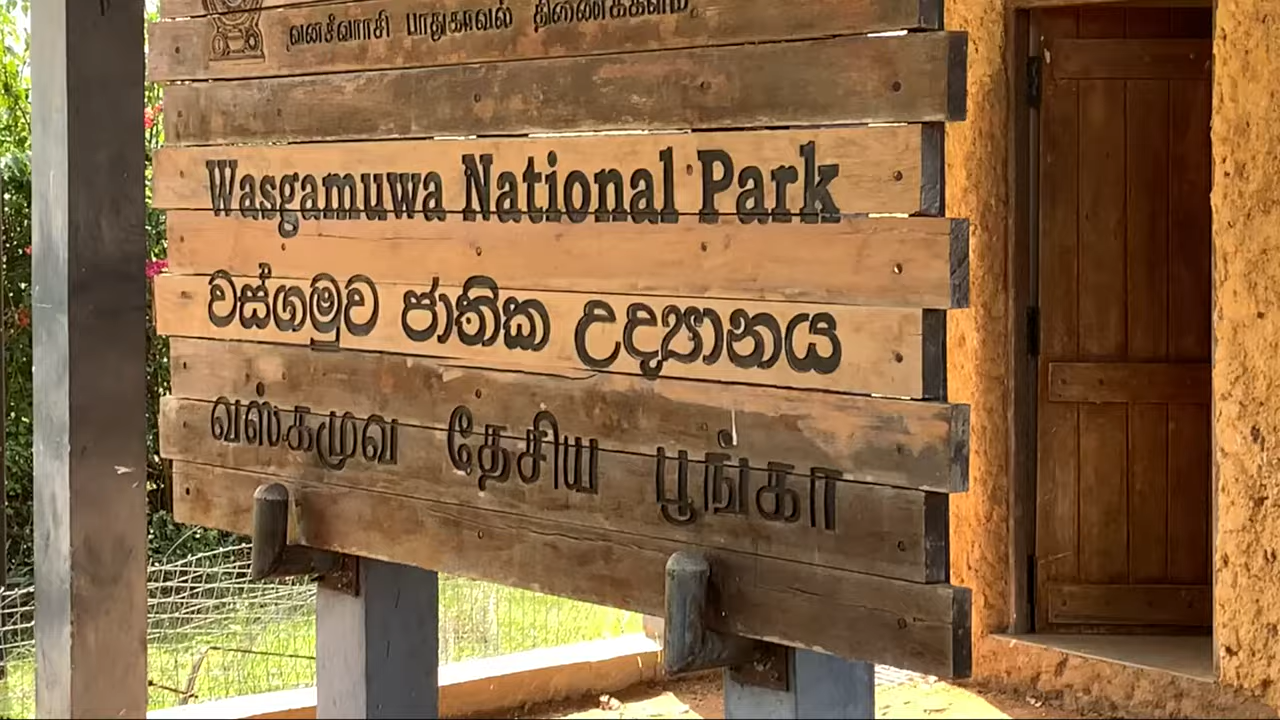 வனச்சீவராசி பாதுகாவல் திணைக்களம்
Wasgamuwa National Park
වස්ගමුව ජාතික උද්‍යානය
வஸ்கமுவ தேசிய பூங்கா